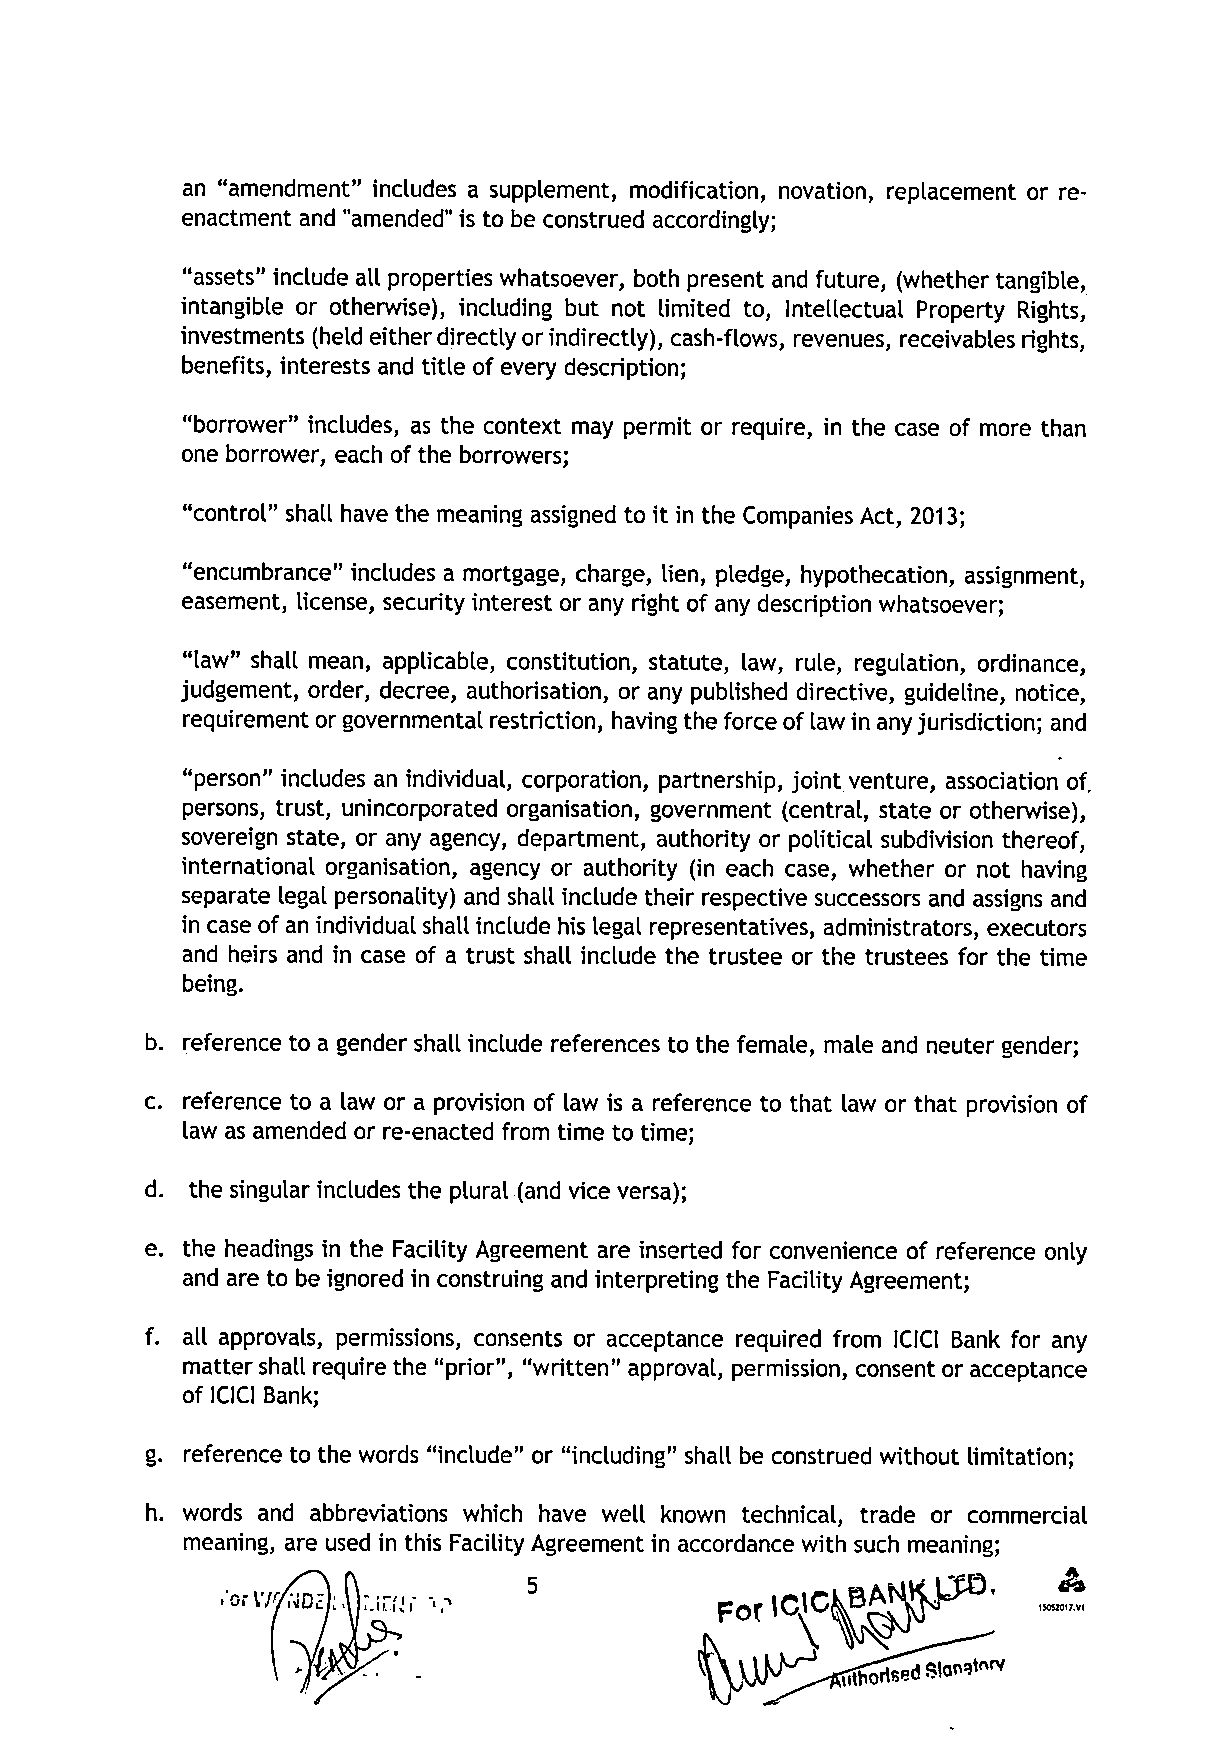 an “amendment” includes a supplement, modification, novation, replacement or re-
enactment and "amended" is to be construed accordingly;
“assets” include all properties whatsoever, both present and future, (whether tangible,
intangible or otherwise), including but not limited to, Intellectual Property Rights,
investments (held either directly or indirectly), cash-flows, revenues, receivables rights,
benefits, interests and title of every description;
“borrower” includes, as the context may permit or require, in the case of more than
one borrower, each of the borrowers;
“control” shall have the meaning assigned to it in the Companies Act, 2013;
“encumbrance” includes a mortgage, charge, lien, pledge, hypothecation, assignment,
easement, license, security interest or any right of any description whatsoever;
“law” shall mean, applicable, constitution, statute, law, rule, regulation, ordinance,
judgement, order, decree, authorisation, or any published directive, guideline, notice,
requirement or governmental restriction, having the force of law in any jurisdiction; and
“person” includes an individual, corporation, partnership, joint venture, association of
persons, trust, unincorporated organisation, government (central, state or otherwise),
sovereign state, or any agency, department, authority or political subdivision thereof,
international organisation, agency or authority (in each case, whether or not having
separate legal personality) and shall include their respective successors and assigns and
in case of an individual shall include his legal representatives, administrators, executors
and heirs and in case of a trust shall include the trustee or the trustees for the time
being.
b. reference to a gender shall include references to the female, male and neuter gender;
c. reference to a law or a provision of law is a reference to that law or that provision of
law as amended or re-enacted from time to time;
d. the singular includes the plural (and vice versa);
e. the headings in the Facility Agreement are inserted for convenience of reference only
and are to be ignored in construing and interpreting the Facility Agreement;
f. all approvals, permissions, consents or acceptance required from ICICI Bank for any
matter shall require the “prior”, “written” approval, permission, consent or acceptance
of ICICI Bank;
g. reference to the words “include” or “including” shall be construed without limitation;
h. words and abbreviations which have well known technical, trade or commercial
meaning, are used in this Facility Agreement in accordance with such meaning;
5
For
For ICICI BANK LTD.
15052017.V1
Authorised Signatory